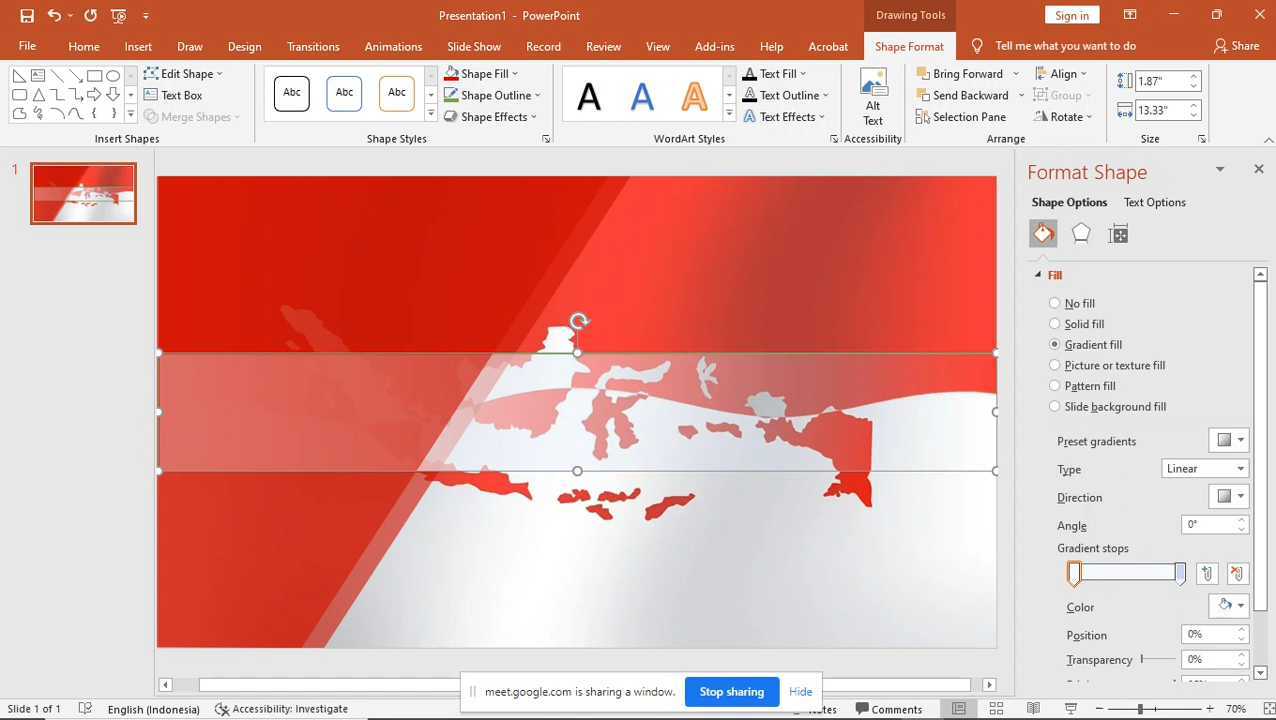 Presentation1 - PowerPoint
Drawing Tools
Sign in
File Home Insert Draw Design Transitions Animations Slide Show Record Review View Add-ins Help Acrobat Shape Format Tell me what you want to do Share
Edit Shape
Text Box
Merge Shapes
Insert Shapes
Abc Abc Abc
Shape Fill
Shape Outline
Shape Effects
Shape Styles
A A A
Text Fill
Text Outline
Text Effects
WordArt Styles
Alt
Text
Accessibility
Bring Forward
Send Backward
Selection Pane
Align
Group
Rotate
Arrange
1.87"
13.33"
Size
1
Format Shape
Shape Options Text Options
Fill
No fill
Solid fill
Gradient fill
Picture or texture fill
Pattern fill
Slide background fill
Preset gradients
Type Linear
Direction
Angle 0°
Gradient stops
Color
Position 0%
Transparency 0%
meet.google.com is sharing a window. Stop sharing Hide
Slide 1 of 1 English (Indonesia) Accessibility: Investigate Notes Comments 70%